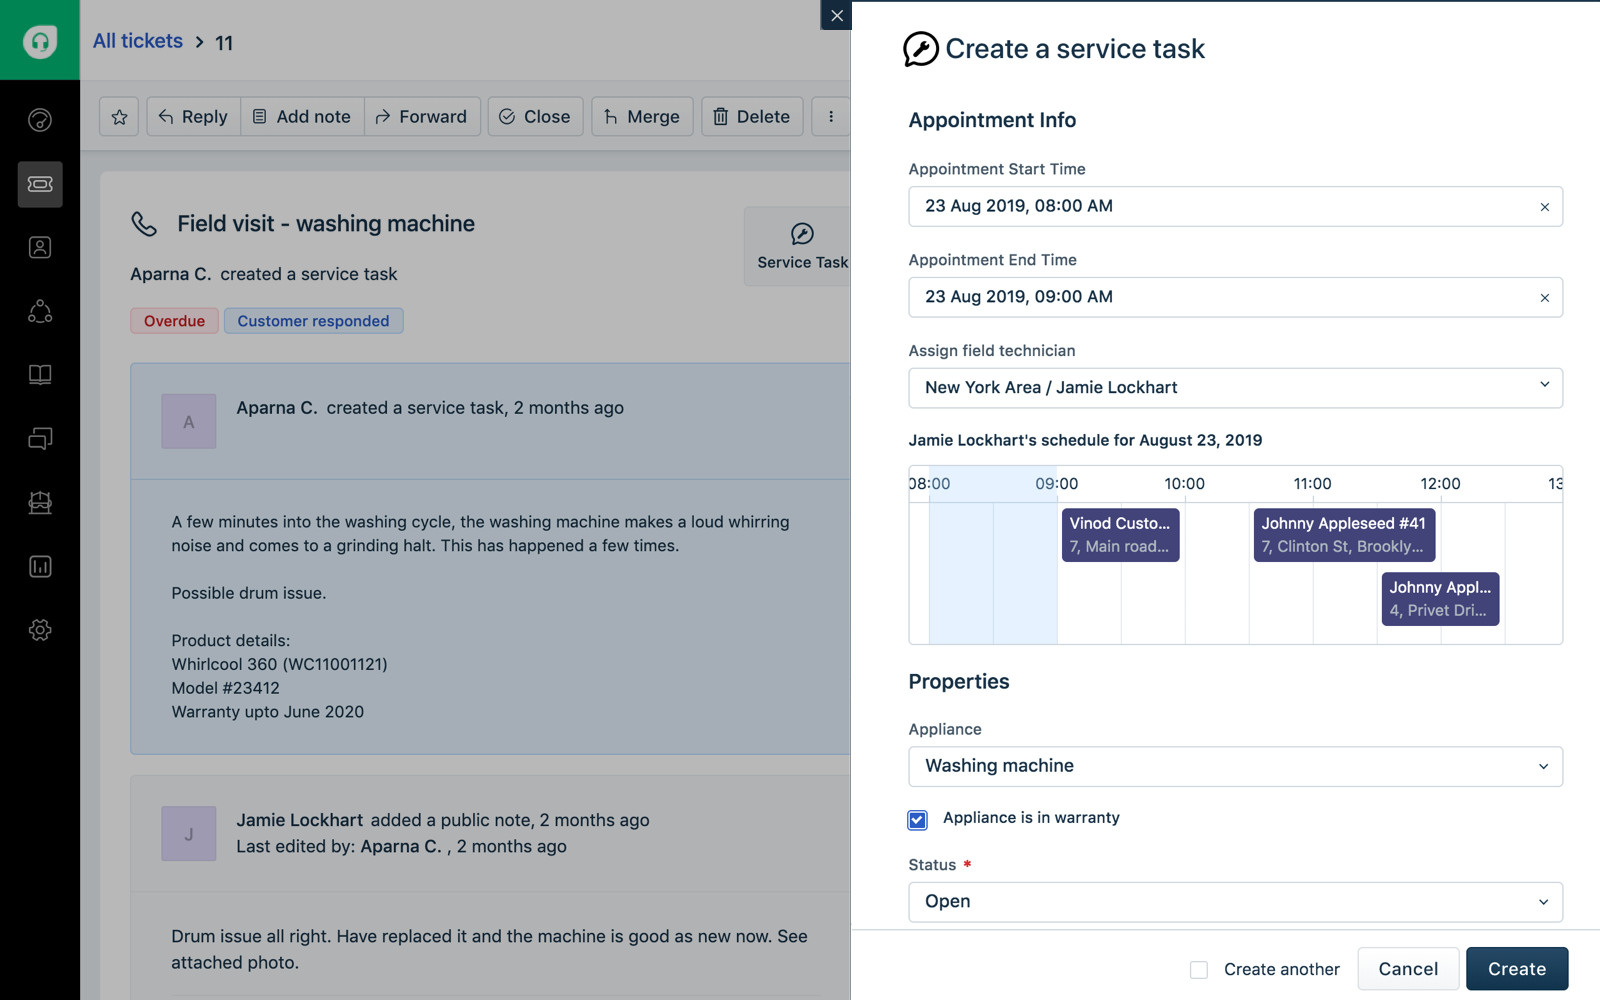 All tickets > 11
Reply
Add note
Forward
Close
Merge
Delete
Field visit - washing machine
Service Task
Aparna C. created a service task
Overdue
Customer responded
A
Aparna C. created a service task, 2 months ago
A few minutes into the washing cycle, the washing machine makes a loud whirring
noise and comes to a grinding halt. This has happened a few times.
Possible drum issue.
Product details:
Whirlcool 360 (WC11001121)
Model #23412
Warranty upto June 2020
J
Jamie Lockhart added a public note, 2 months ago
Last edited by: Aparna C. , 2 months ago
Drum issue all right. Have replaced it and the machine is good as new now. See
attached photo.
Create a service task
Appointment Info
Appointment Start Time
23 Aug 2019, 08:00 AM
Appointment End Time
23 Aug 2019, 09:00 AM
Assign field technician
New York Area / Jamie Lockhart
Jamie Lockhart's schedule for August 23, 2019
08:00 09:00 10:00 11:00 12:00 13
Vinod Custo...
7, Main road...
Johnny Appleseed #41
7, Clinton St, Brookly...
Johnny Appl...
4, Privet Dri...
Properties
Appliance
Washing machine
Appliance is in warranty
Status *
Open
Create another
Cancel
Create